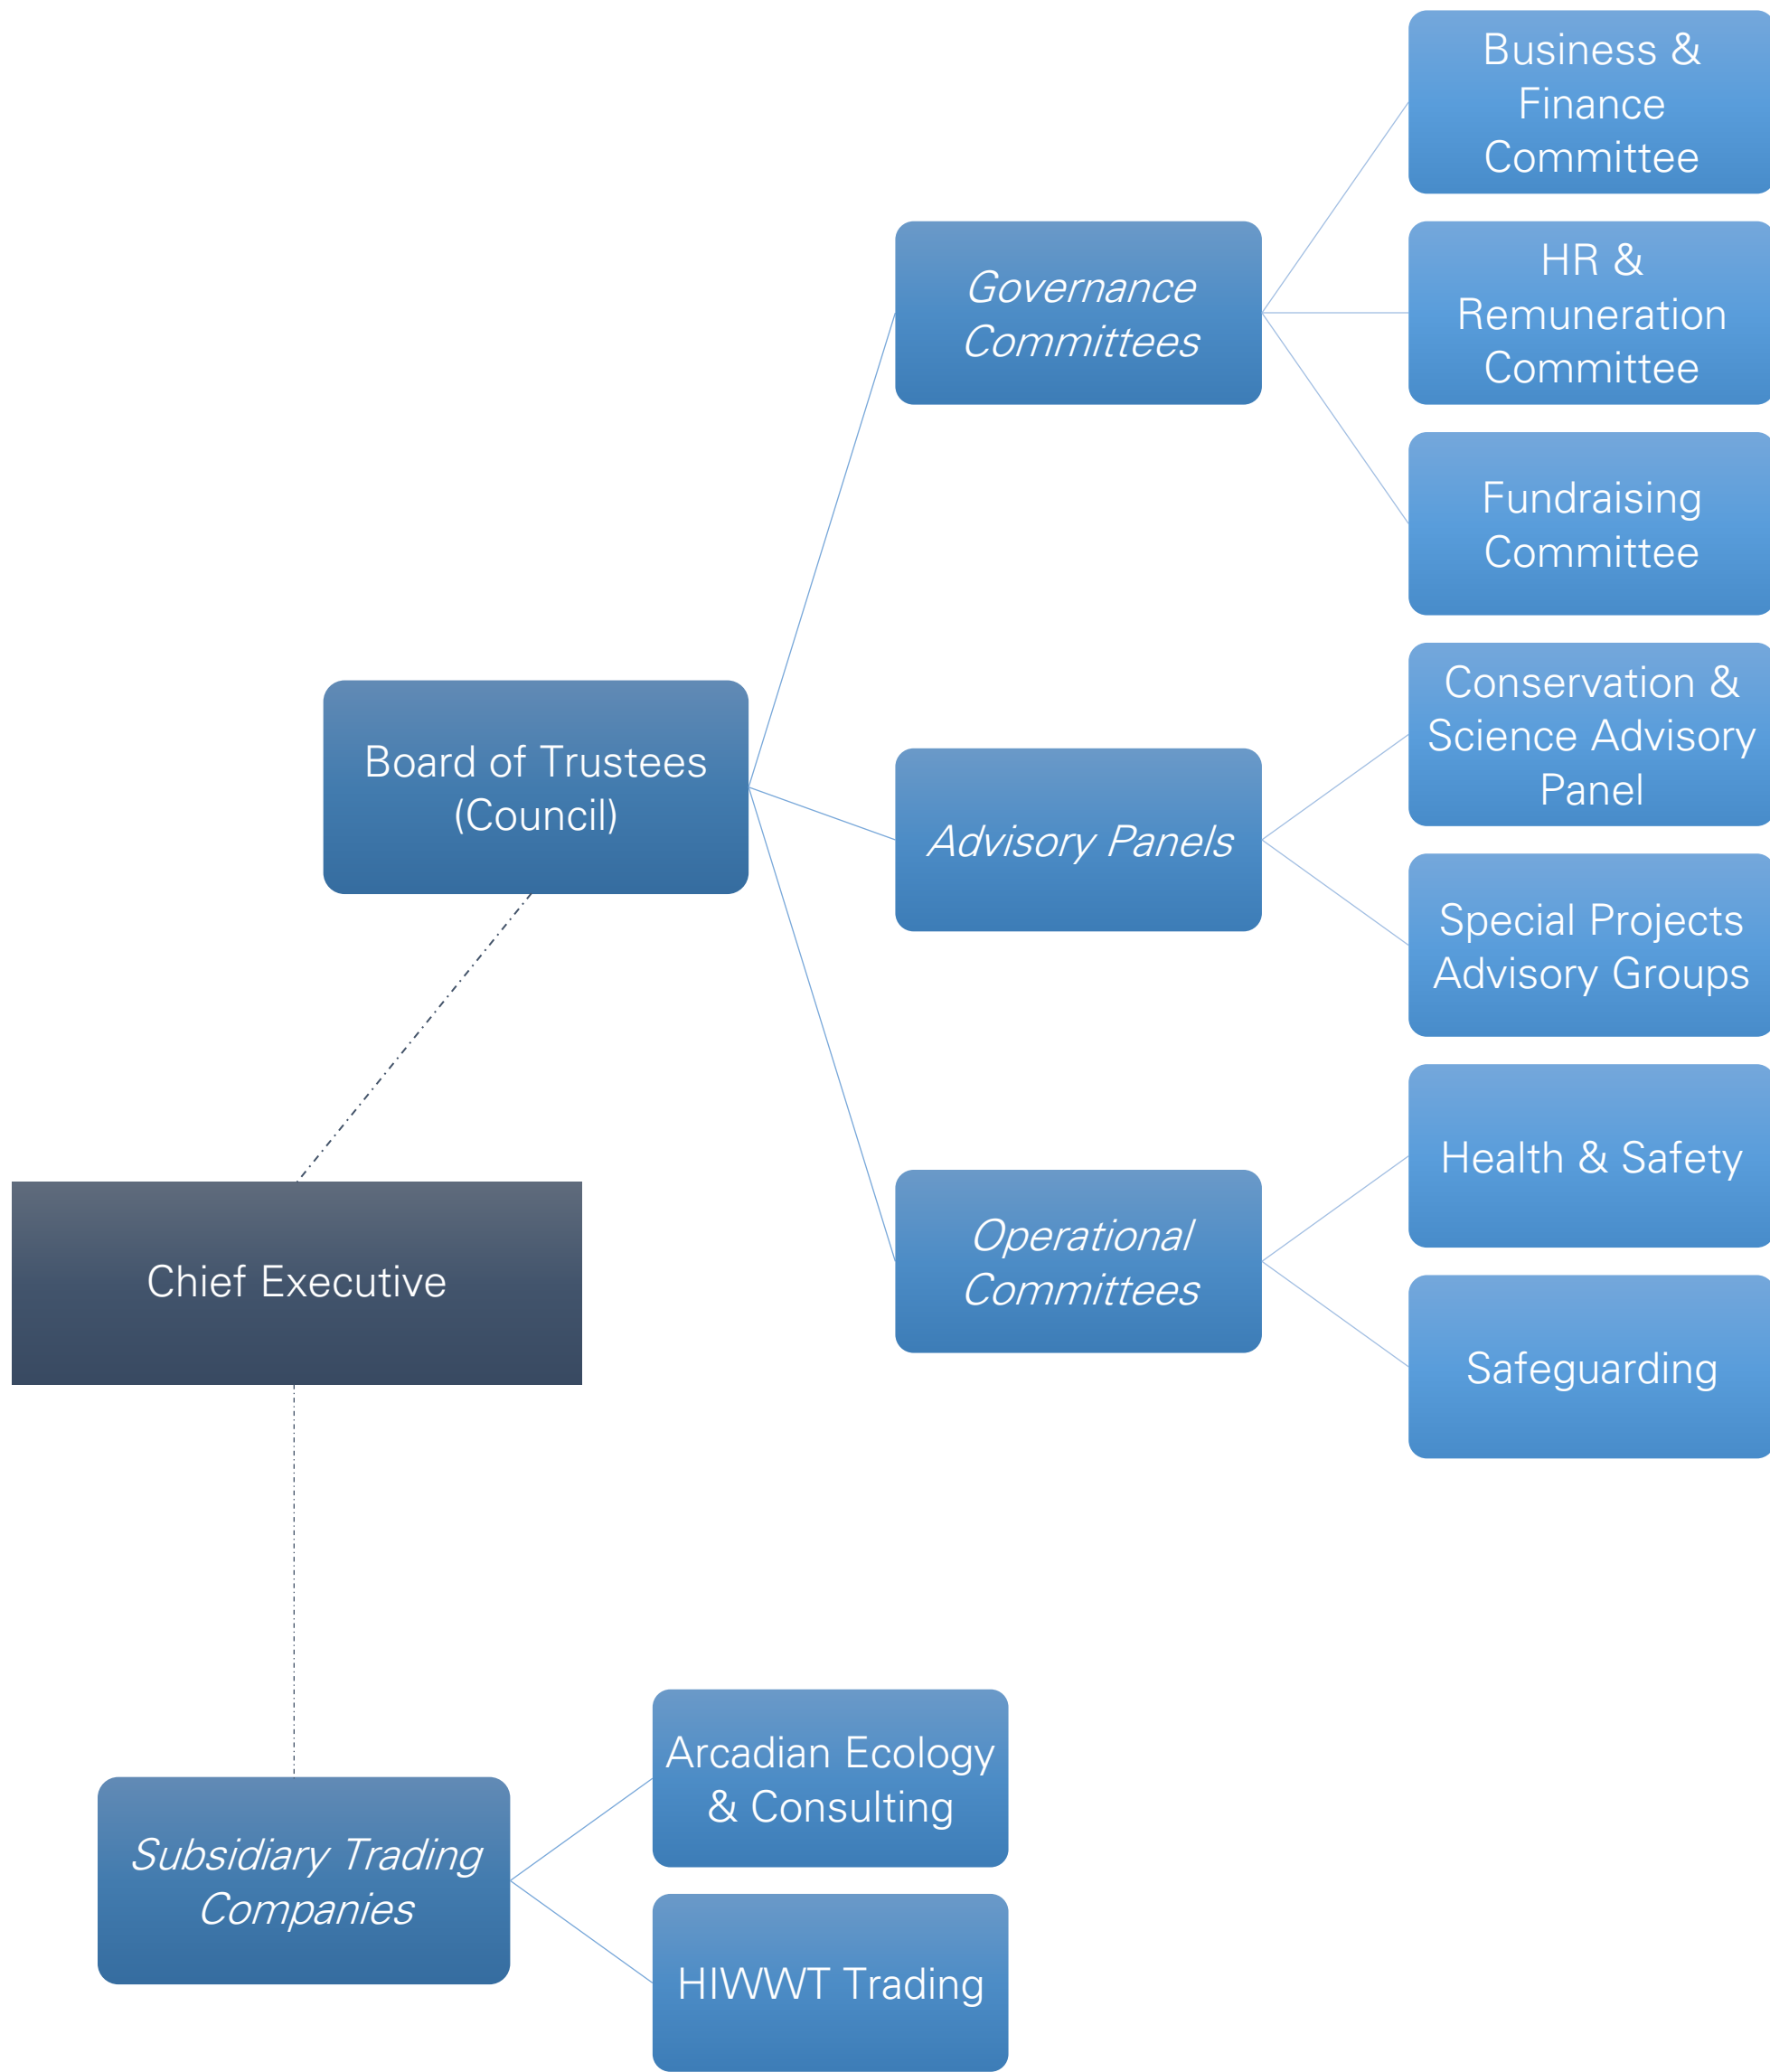 Business &
Finance
Committee
HR &
Remuneration
Committee
Governance
Committees
Fundraising
Committee
Conservation &
Science Advisory
Panel
Board of Trustees
(Council)
Advisory Panels
Special Projects
Advisory Groups
Health & Safety
Operational
Committees
Chief Executive
Safeguarding
Arcadian Ecology
& Consulting
Subsidiary Trading
Companies
HIWWT Trading